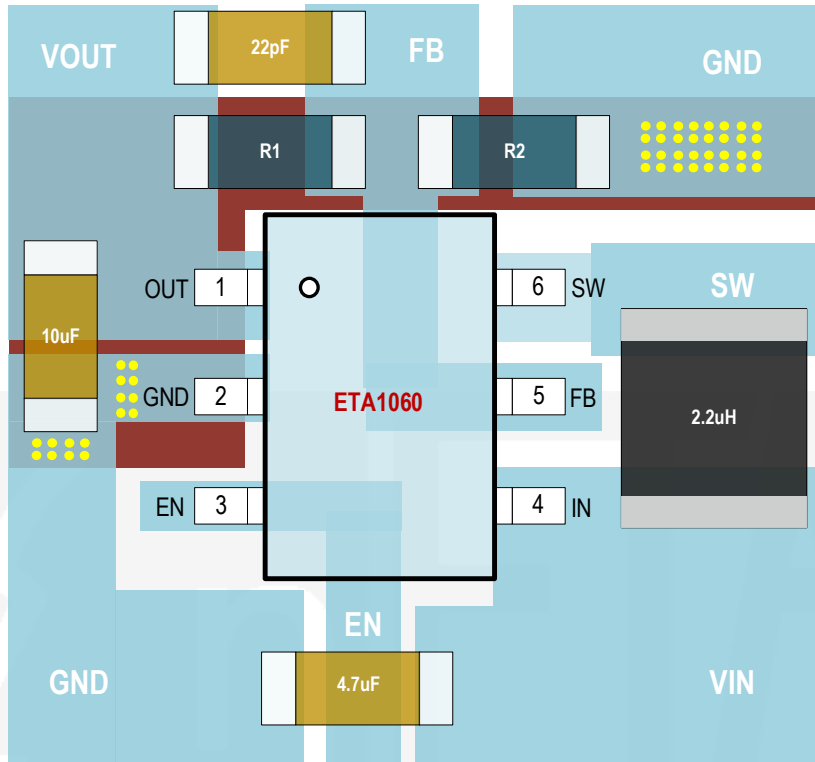 22pF
VOUT
FB
GND
R1
R2
OUT
1
6
SW
SW
10uF
GND
2
ETA1060
5
FB
2.2uH
EN
3
4
IN
EN
GND
4.7uF
VIN